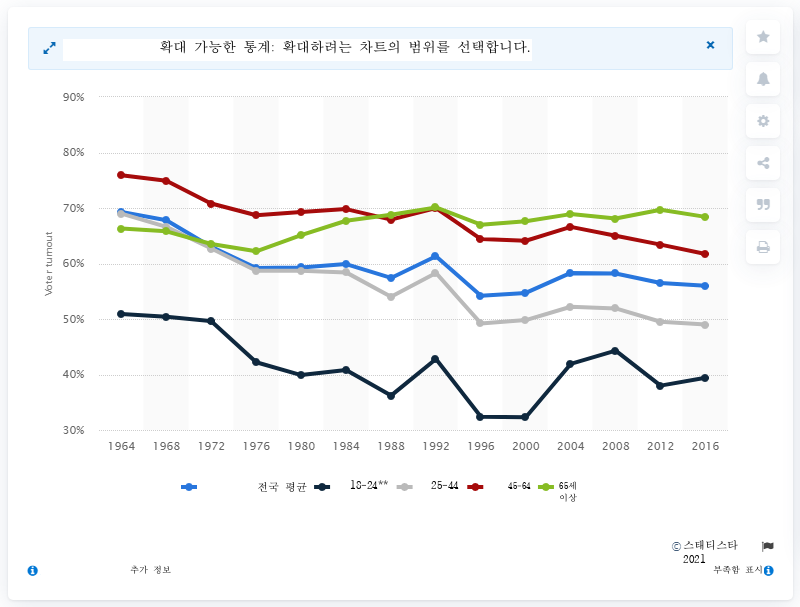 확대 가능한 통계: 확대하려는 차트의 범위를 선택합니다.
90%
80%
70%
60%
50%
40%
30%
Voter turnout
1964 1968 1972 1976 1980 1984 1988 1992 1996 2000 2004 2008 2012 2016
전국 평균 18-24** 25-44 45-64 65세
이상
© 스태티스타
2021
추가 정보 부족함 표시